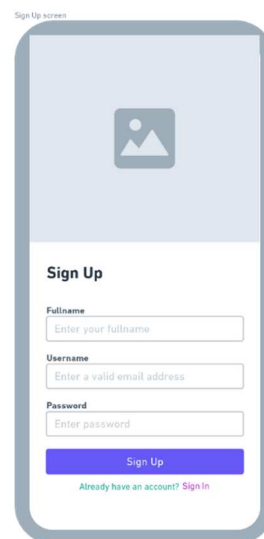 Sign Up screen
Sign Up
Fullname
Enter your fullname
Username
Enter a valid email address
Password
Enter password
Sign Up
Already have an account? Sign In